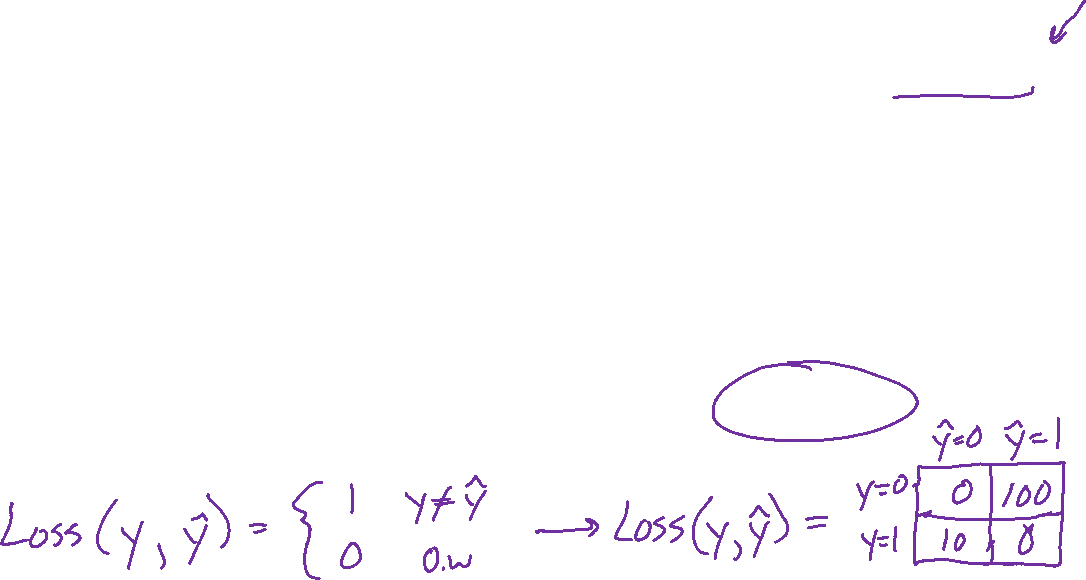 ŷ=0 ŷ=1
y=0 0 100
Loss(y, ŷ) = { 1 y≠ŷ → Loss(y,ŷ) =
0 o.w y=1 10 0